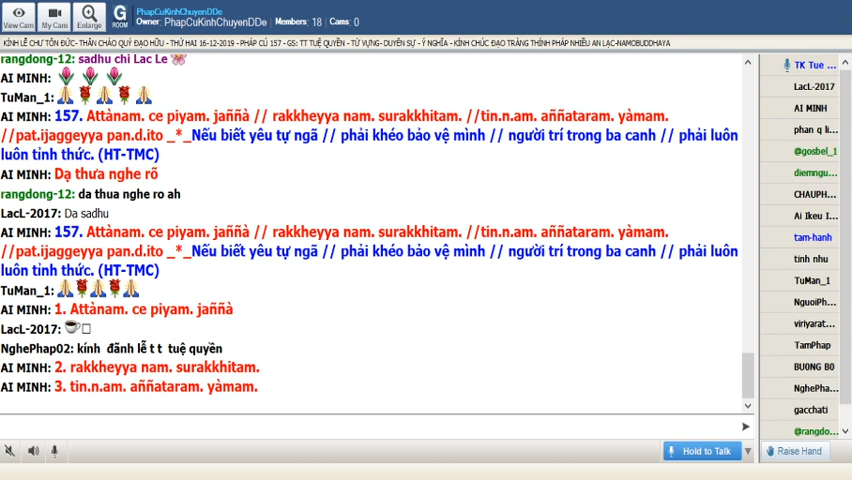 View Cam
My Cam
Enlarge
G
ROOM
PhapCuKinhChuyenDDe
Owner: PhapCuKinhChuyenDDe Members: 18 Cams: 0
KÍNH LỄ CHƯ TÔN ĐỨC- THÂN CHÀO QUÝ ĐẠO HỮU - THỨ HAI 16-12-2019 - PHÁP CÚ 157 - GS: TT TUỆ QUYỀN - TỪ VỰNG- DUYÊN SỰ - Ý NGHĨA - KÍNH CHÚC ĐẠO TRÀNG THÍNH PHÁP NHIỀU AN LẠC-NAMOBUDDHAYA
rangdong-12: sadhu chi Lac Le
AI MINH:
TuMan_1:
AI MINH: 157. Attànam. ce piyam. jaññà // rakkheyya nam. surakkhitam. //tin.n.am. aññataram. yàmam.
//pat.ijaggeyya pan.d.ito _*_Nếu biết yêu tự ngã // phải khéo bảo vệ mình // người trí trong ba canh // phải luôn
luôn tỉnh thức. (HT-TMC)
AI MINH: Dạ thưa nghe rõ
rangdong-12: da thua nghe ro ah
LacL-2017: Da sadhu
AI MINH: 157. Attànam. ce piyam. jaññà // rakkheyya nam. surakkhitam. //tin.n.am. aññataram. yàmam.
//pat.ijaggeyya pan.d.ito _*_Nếu biết yêu tự ngã // phải khéo bảo vệ mình // người trí trong ba canh // phải luôn
luôn tỉnh thức. (HT-TMC)
TuMan_1:
AI MINH: 1. Attànam. ce piyam. jaññà
LacL-2017:
NghePhap02: kính đãnh lễ t t tuệ quyền
AI MINH: 2. rakkheyya nam. surakkhitam.
AI MINH: 3. tin.n.am. aññataram. yàmam.
TK Tue ...
LacL-2017
AI MINH
phan q li...
@gosbel_1
diemngu...
CHAUPH...
Ai Ikeu I...
tam-hanh
tinh nhu
TuMan_1
NguoiPh...
viriyarat...
TamPhap
BUONG B0
NghePha...
gacchati
@rangdo...
Hold to Talk
Raise Hand